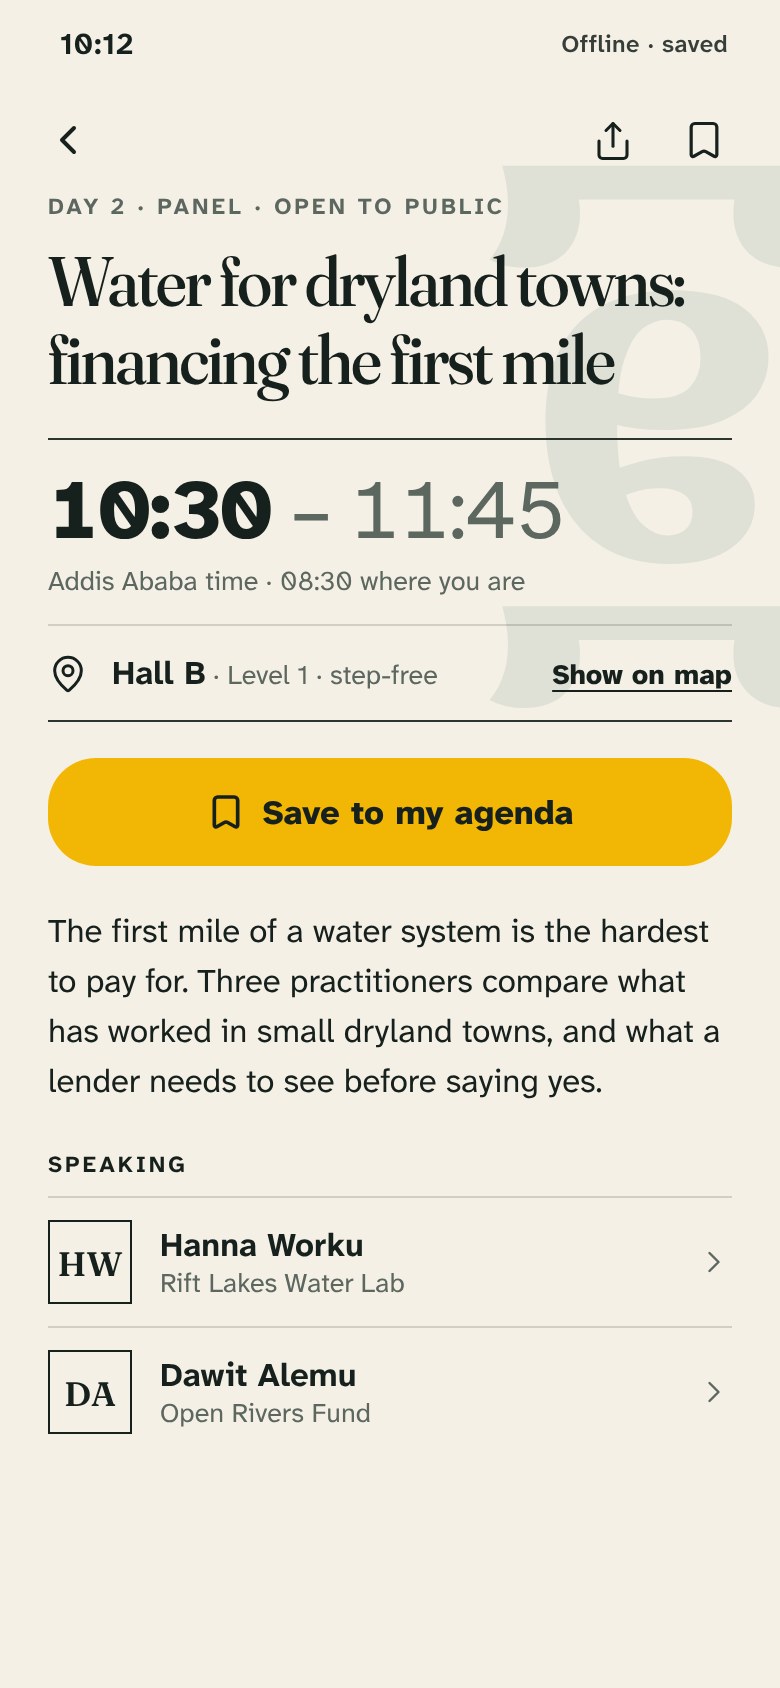 10:12
Offline · saved
DAY 2 · PANEL · OPEN TO PUBLIC
Water for dryland towns:
financing the first mile
10:30 – 11:45
Addis Ababa time · 08:30 where you are
Hall B · Level 1 · step-free
Show on map
Save to my agenda
The first mile of a water system is the hardest
to pay for. Three practitioners compare what
has worked in small dryland towns, and what a
lender needs to see before saying yes.
SPEAKING
HW
Hanna Worku
Rift Lakes Water Lab
DA
Dawit Alemu
Open Rivers Fund